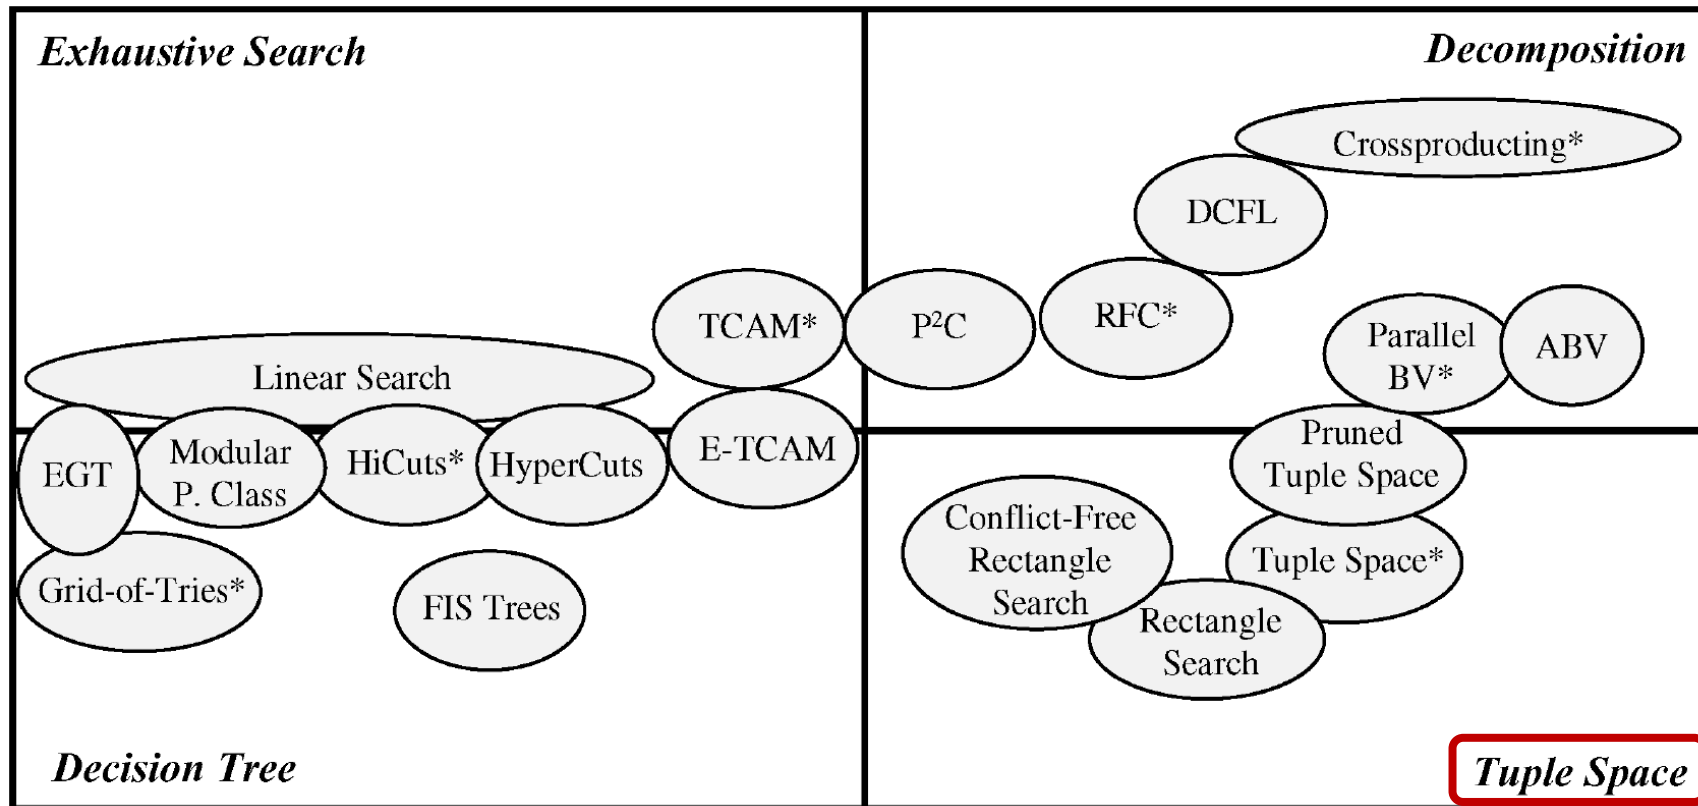 Exhaustive Search
Decomposition
Crossproducting*
DCFL
TCAM*
P²C
RFC*
Parallel
BV*
ABV
Linear Search
EGT
Modular
P. Class
HiCuts*
HyperCuts
E-TCAM
Pruned
Tuple Space
Conflict-Free
Rectangle
Search
Tuple Space*
Grid-of-Tries*
FIS Trees
Rectangle
Search
Decision Tree
Tuple Space